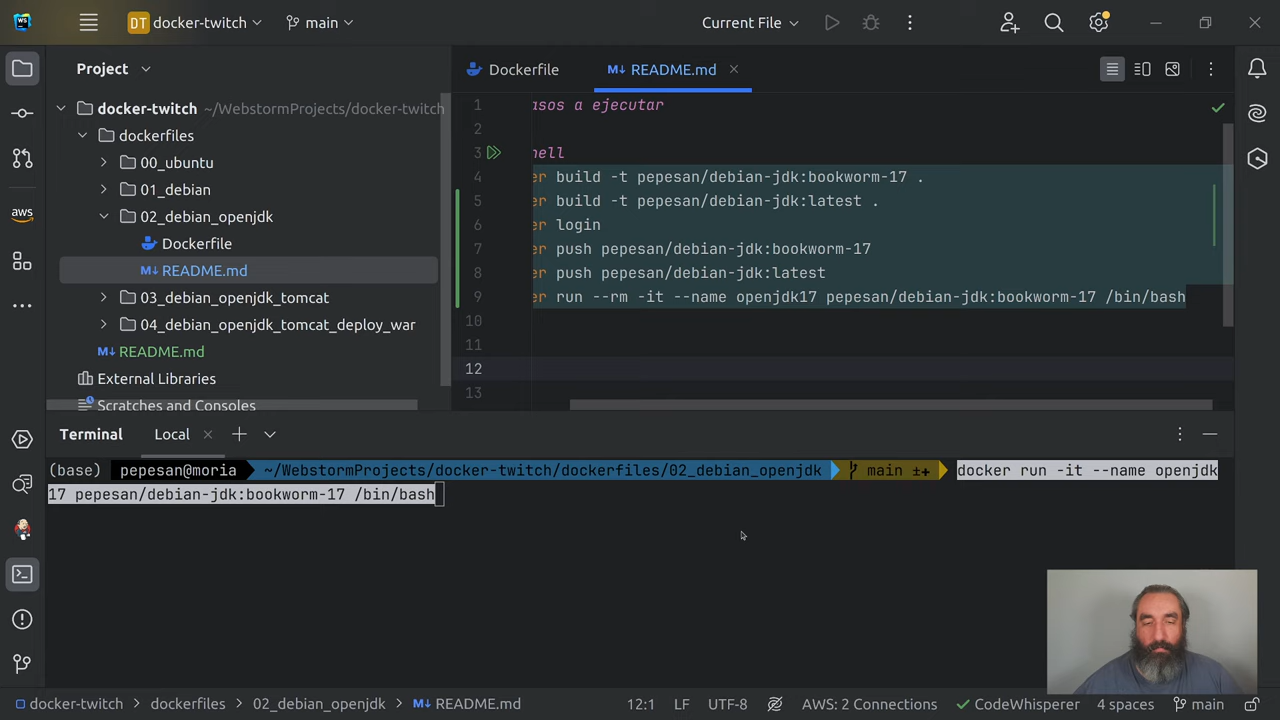 WS
DT docker-twitch
main
Current File
Project
Dockerfile
M↓ README.md
docker-twitch ~/WebstormProjects/docker-twitch
dockerfiles
00_ubuntu
01_debian
02_debian_openjdk
Dockerfile
M↓ README.md
03_debian_openjdk_tomcat
04_debian_openjdk_tomcat_deploy_war
M↓ README.md
External Libraries
Scratches and Consoles
aws
1 asos a ejecutar
2
3 hell
4 er build -t pepesan/debian-jdk:bookworm-17 .
5 er build -t pepesan/debian-jdk:latest .
6 er login
7 er push pepesan/debian-jdk:bookworm-17
8 er push pepesan/debian-jdk:latest
9 er run --rm -it --name openjdk17 pepesan/debian-jdk:bookworm-17 /bin/bash
10
11
12
13
Terminal
Local
(base) pepesan@moria ~/WebstormProjects/docker-twitch/dockerfiles/02_debian_openjdk main ±+ docker run -it --name openjdk
17 pepesan/debian-jdk:bookworm-17 /bin/bash
docker-twitch
dockerfiles
02_debian_openjdk
M↓ README.md
12:1
LF
UTF-8
AWS: 2 Connections
CodeWhisperer
4 spaces
main